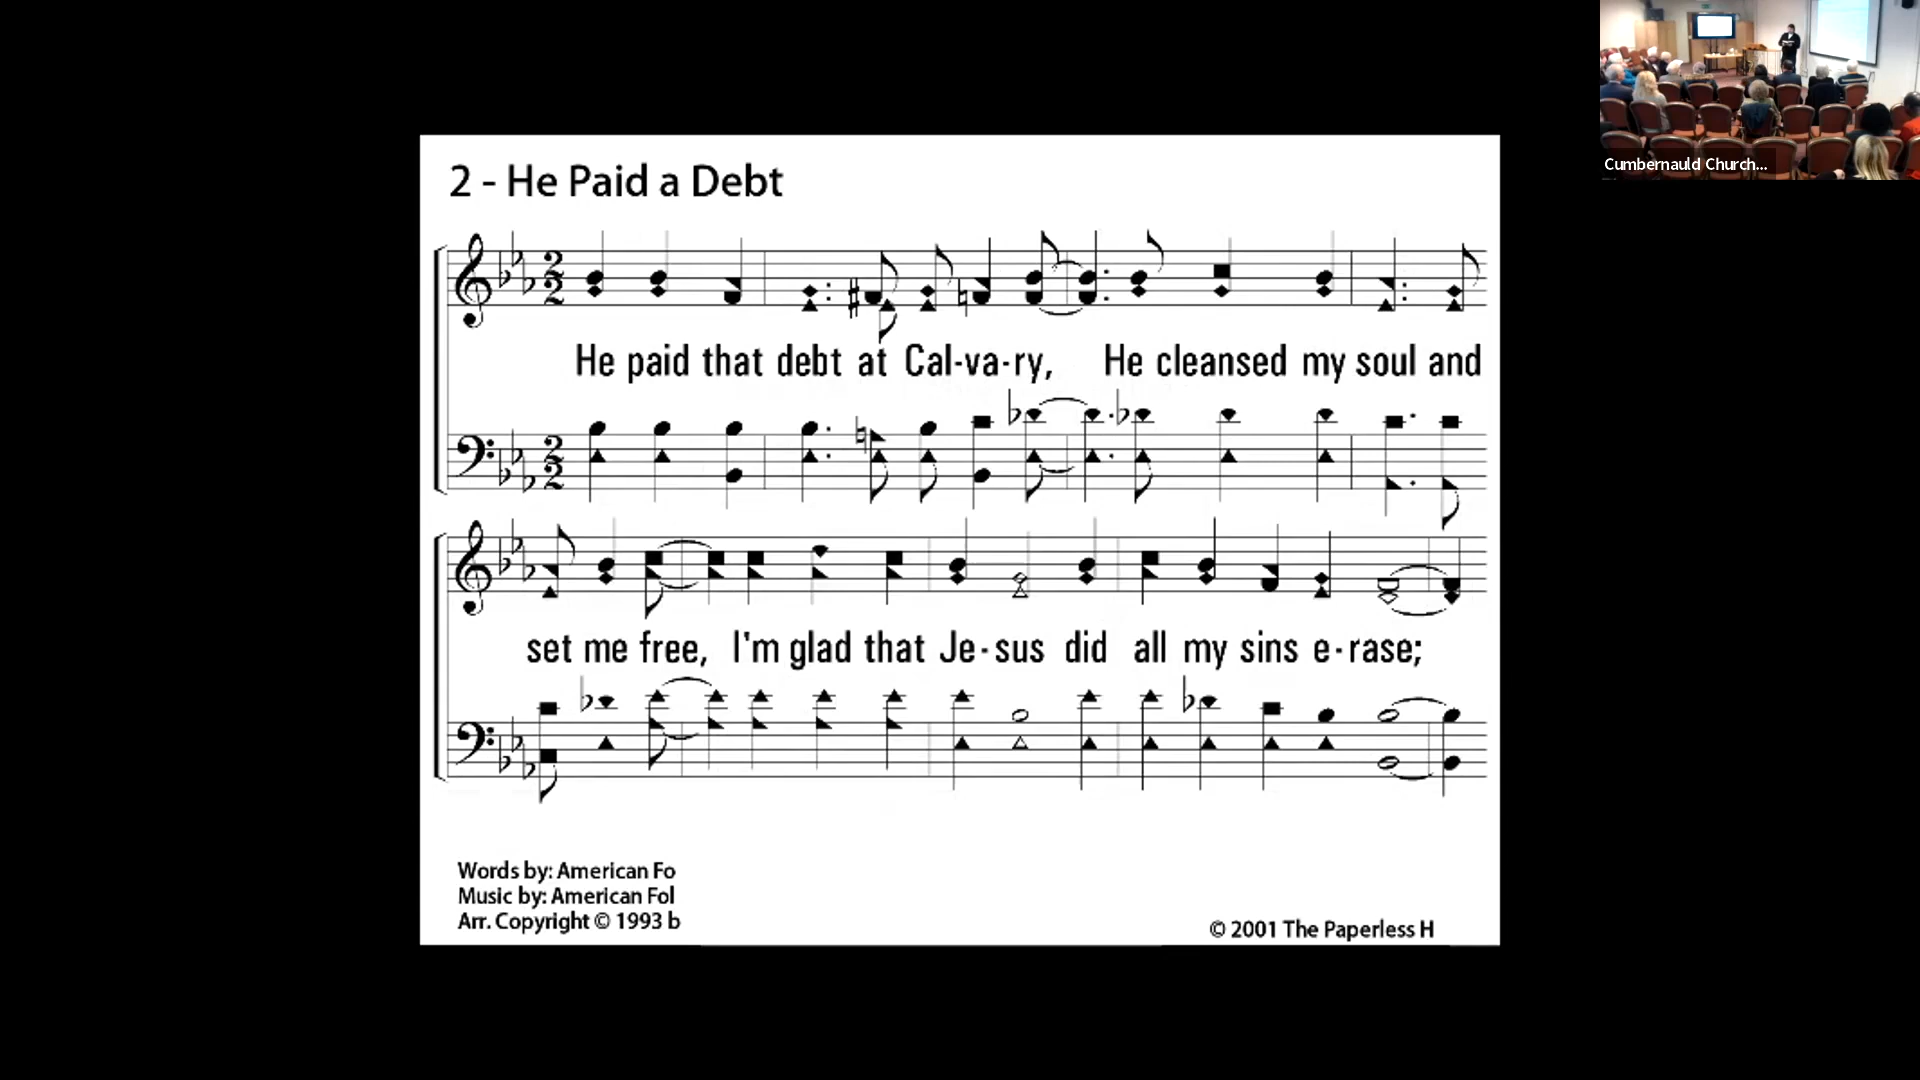 Cumbernauld Church...
2 - He Paid a Debt
He paid that debt at Cal-va-ry, He cleansed my soul and
set me free, I'm glad that Je-sus did all my sins e-rase;
Words by: American Fo
Music by: American Fol
Arr. Copyright © 1993 b
© 2001 The Paperless H